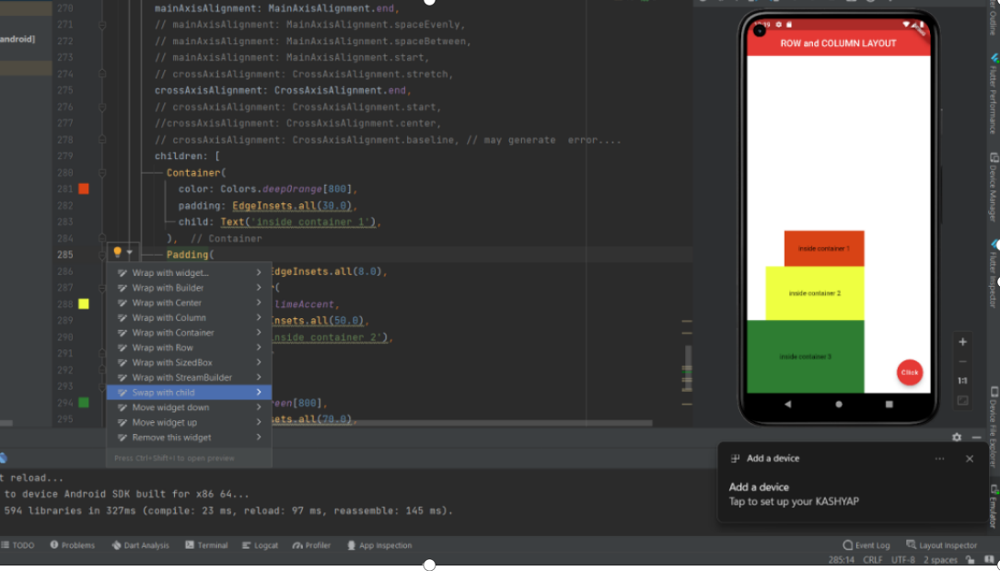 270 mainAxisAlignment: MainAxisAlignment.end,
271 // mainAxisAlignment: MainAxisAlignment.spaceEvenly,
272 // mainAxisAlignment: MainAxisAlignment.spaceBetween,
273 // mainAxisAlignment: MainAxisAlignment.start,
274 // crossAxisAlignment: CrossAxisAlignment.stretch,
275 crossAxisAlignment: CrossAxisAlignment.end,
276 // crossAxisAlignment: CrossAxisAlignment.start,
277 //crossAxisAlignment: CrossAxisAlignment.center,
278 // crossAxisAlignment: CrossAxisAlignment.baseline, // may generate error....
279 children: [
280 Container(
281 color: Colors.deepOrange[800],
282 padding: EdgeInsets.all(30.0),
283 child: Text('inside container 1'),
284 ), // Container
285 Padding(
286 EdgeInsets.all(8.0),
287 (
288 limeAccent,
289 Insets.all(50.0),
290 inside container 2'),
291
292
293
294 reen[800],
295 sets.all(70.0),
android]
Wrap with widget...
Wrap with Builder
Wrap with Center
Wrap with Column
Wrap with Container
Wrap with Row
Wrap with SizedBox
Wrap with StreamBuilder
Swap with child
Move widget down
Move widget up
Remove this widget
Press Ctrl+Shift+I to open preview
ROW and COLUMN LAYOUT
inside container 1
inside container 2
inside container 3
Click
1:1
Outline
Flutter Performance
Device Manager
Flutter Inspector
Device File Explorer
Emulator
Add a device
Add a device
Tap to set up your KASHYAP
t reload...
to device Android SDK built for x86 64...
594 libraries in 327ms (compile: 23 ms, reload: 97 ms, reassemble: 145 ms).
TODO Problems Dart Analysis Terminal Logcat Profiler App Inspection Event Log Layout Inspector
285:14 CRLF UTF-8 2 spaces